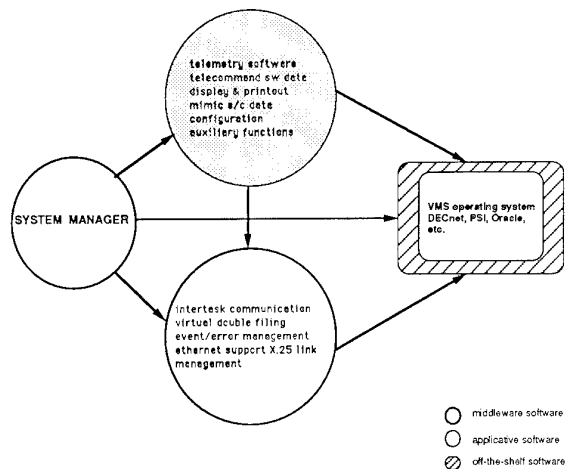 telemetry software
telecommand sw date
display & printout
mimic s/c date
configuration
auxiliary functions
SYSTEM MANAGER
VMS operating system
DECnet, PSI, Oracle,
etc.
intertask communication
virtual double filing
event/error management
ethernet support X.25 link
management
middleware software
applicative software
off-the-shelf software